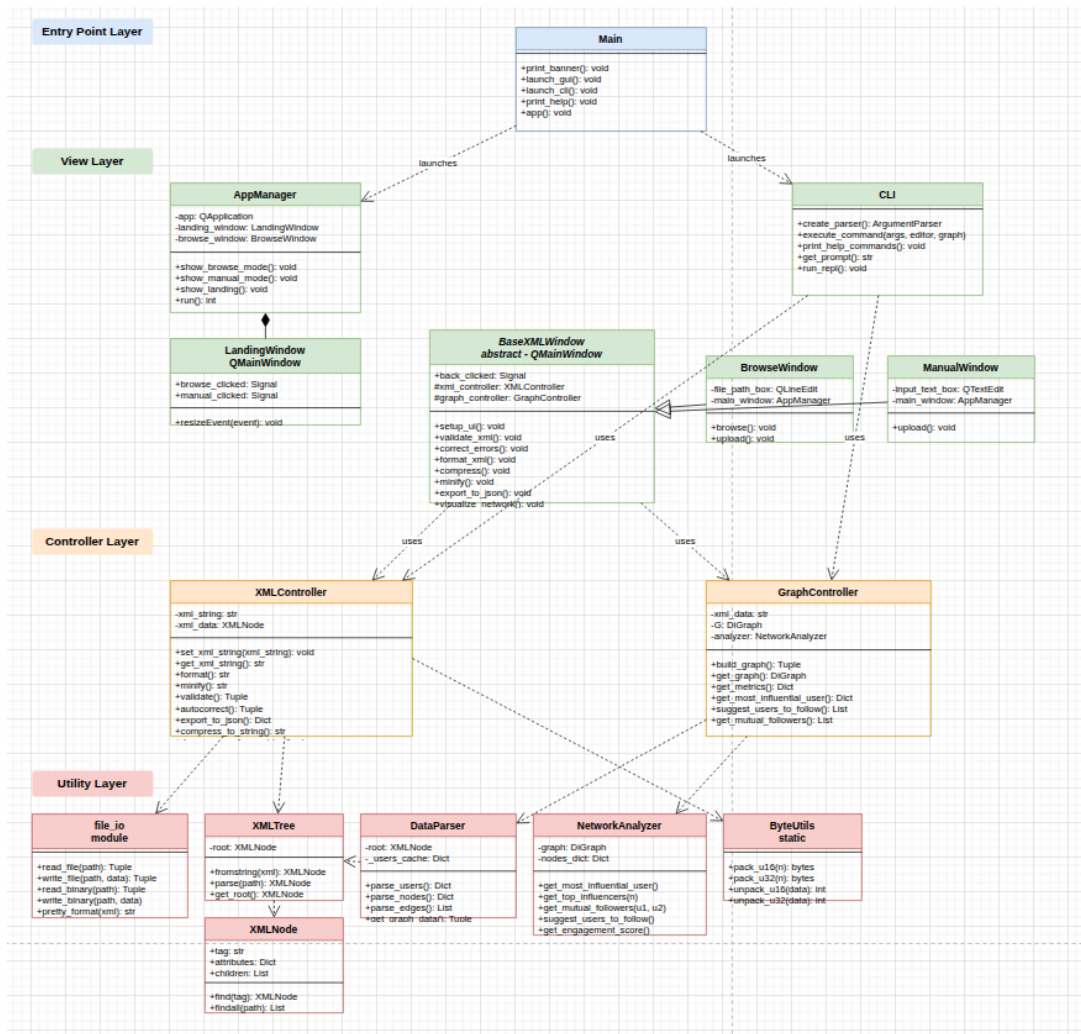 Entry Point Layer
Main
+print_banner(): void
+launch_gui(): void
+launch_cli(): void
+print_help(): void
+app(): void
launches
launches
View Layer
AppManager
-app: QApplication
-landing_window: LandingWindow
-browse_window: BrowseWindow
+show_browse_mode(): void
+show_manual_mode(): void
+show_landing(): void
+run(): int
CLI
+create_parser(): ArgumentParser
+execute_command(args, editor, graph)
+print_help_commands(): void
+get_prompt(): str
+run_repl(): void
LandingWindow
QMainWindow
+browse_clicked: Signal
+manual_clicked: Signal
+resizeEvent(event): void
BaseXMLWindow
abstract - QMainWindow
+back_clicked: Signal
#xml_controller: XMLController
#graph_controller: GraphController
+setup_ui(): void
+validate_xml(): void
+correct_errors(): void
+format_xml(): void
+compress(): void
+minify(): void
+export_to_json(): void
+visualize_network(): void
BrowseWindow
-file_path_box: QLineEdit
-main_window: AppManager
+browse(): void
+upload(): void
ManualWindow
-input_text_box: QTextEdit
-main_window: AppManager
+upload(): void
uses
uses
uses
uses
Controller Layer
XMLController
-xml_string: str
-xml_data: XMLNode
+set_xml_string(xml_string): void
+get_xml_string(): str
+format(): str
+minify(): str
+validate(): Tuple
+autocorrect(): Tuple
+export_to_json(): Dict
+compress_to_string(): str
GraphController
-xml_data: str
-G: DiGraph
-analyzer: NetworkAnalyzer
+build_graph(): Tuple
+get_graph(): DiGraph
+get_metrics(): Dict
+get_most_influential_user(): Dict
+suggest_users_to_follow(): List
+get_mutual_followers(): List
Utility Layer
file_io
module
+read_file(path): Tuple
+write_file(path, data): Tuple
+read_binary(path): Tuple
+write_binary(path, data)
+pretty_format(xml): str
XMLTree
-root: XMLNode
+fromstring(xml): XMLNode
+parse(path): XMLNode
+get_root(): XMLNode
DataParser
-root: XMLNode
-_users_cache: Dict
+parse_users(): Dict
+parse_nodes(): Dict
+parse_edges(): List
+get_graph_data(): Tuple
NetworkAnalyzer
-graph: DiGraph
-nodes_dict: Dict
+get_most_influential_user()
+get_top_influencers(n)
+get_mutual_followers(u1, u2)
+suggest_users_to_follow()
+get_engagement_score()
ByteUtils
static
+pack_u16(n): bytes
+pack_u32(n): bytes
+unpack_u16(data): int
+unpack_u32(data): int
XMLNode
+tag: str
+attributes: Dict
+children: List
+find(tag): XMLNode
+findall(path): List